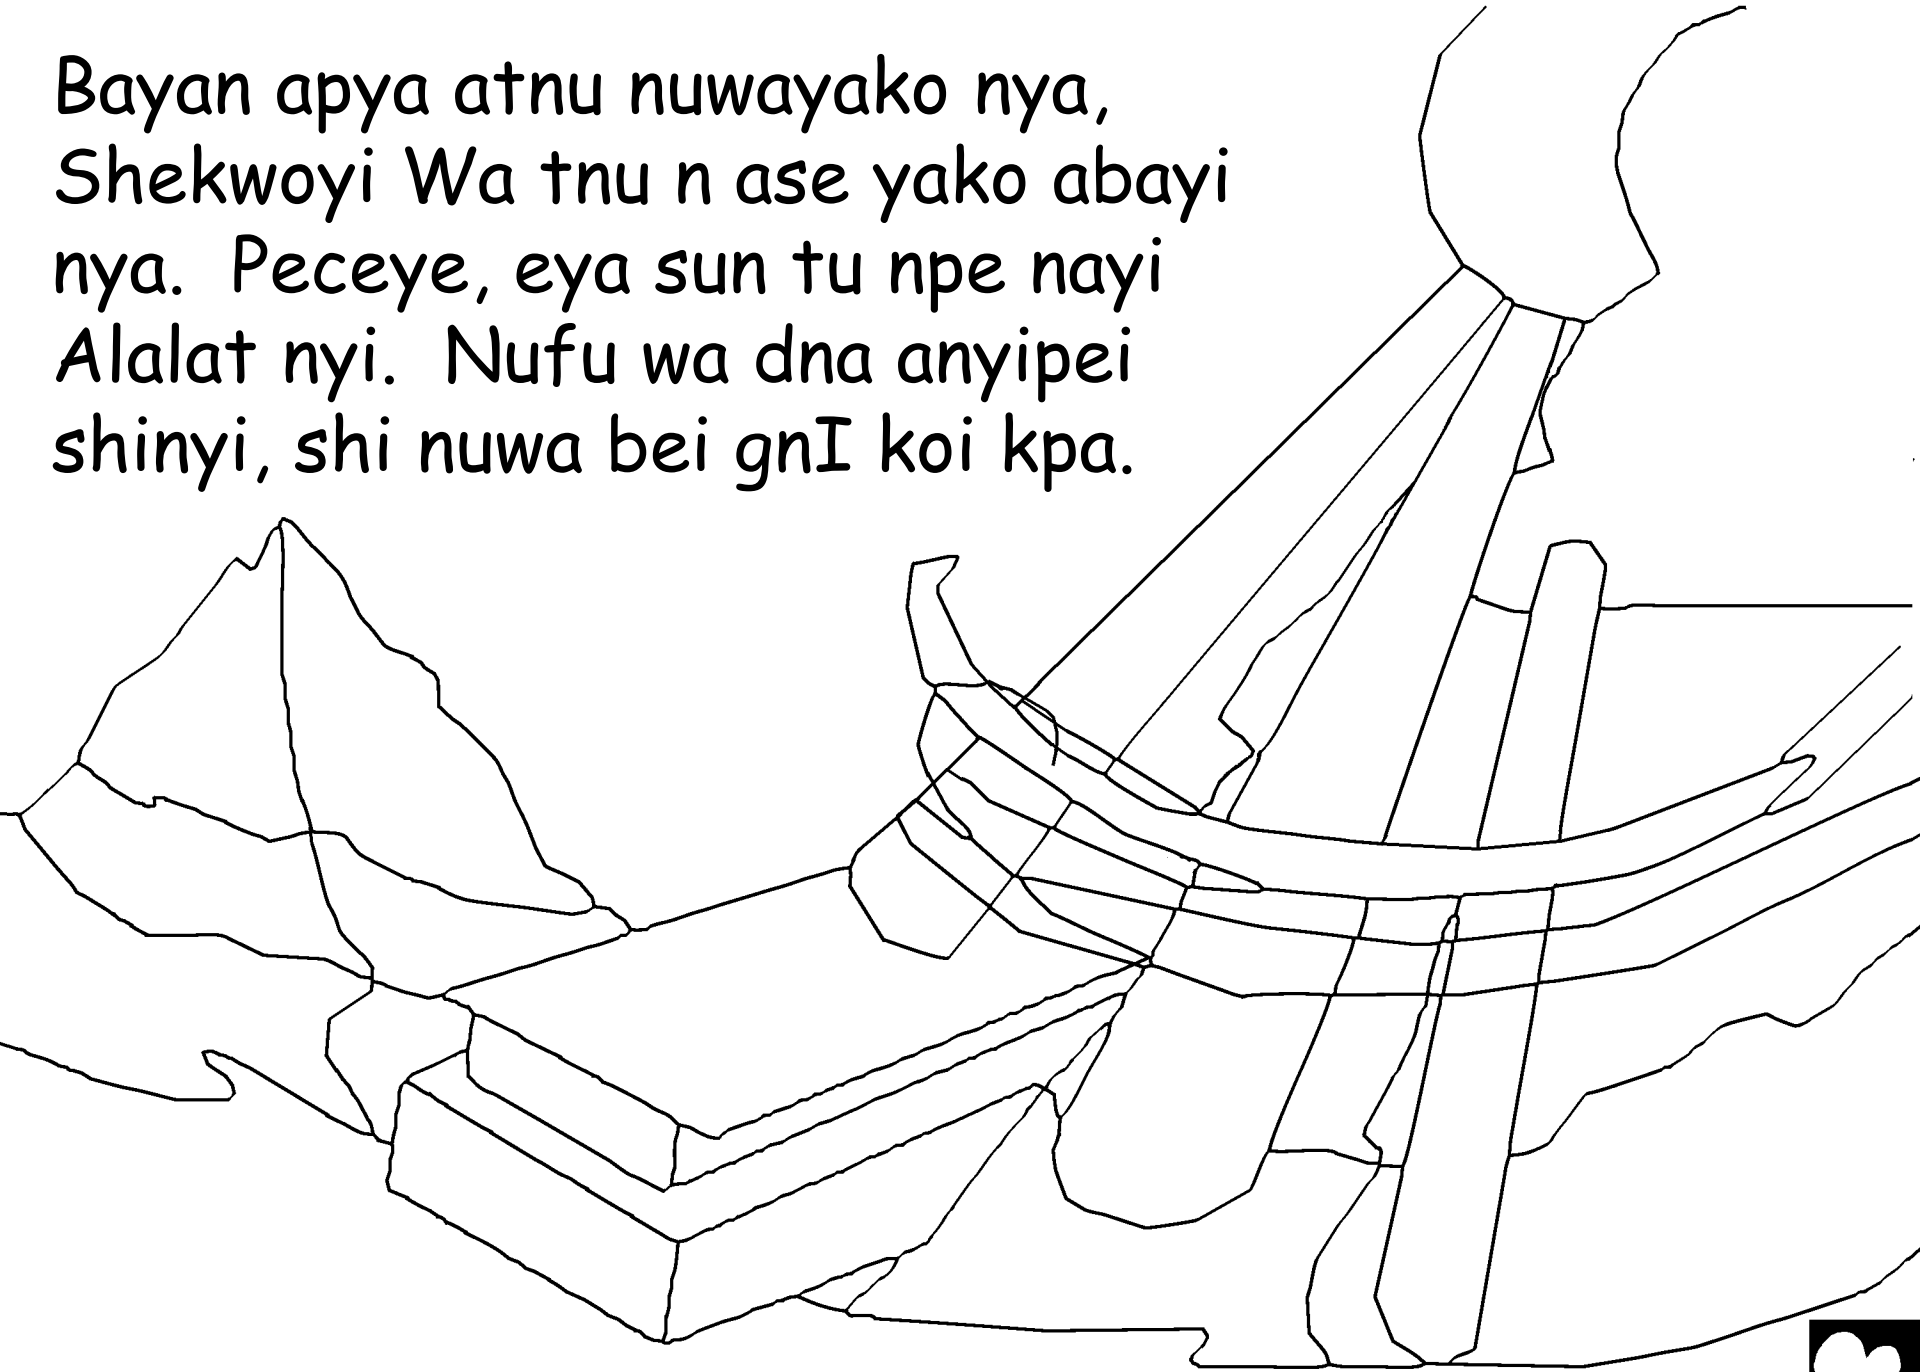 Bayan apya atnu nuwayako nya,
Shekwoyi Wa tnu n ase yako abayi
nya.  Peceye, eya sun tu npe nayi
Alalat nyi.  Nufu wa dna anyipei
shinyi, shi nuwa bei gnI koi kpa.